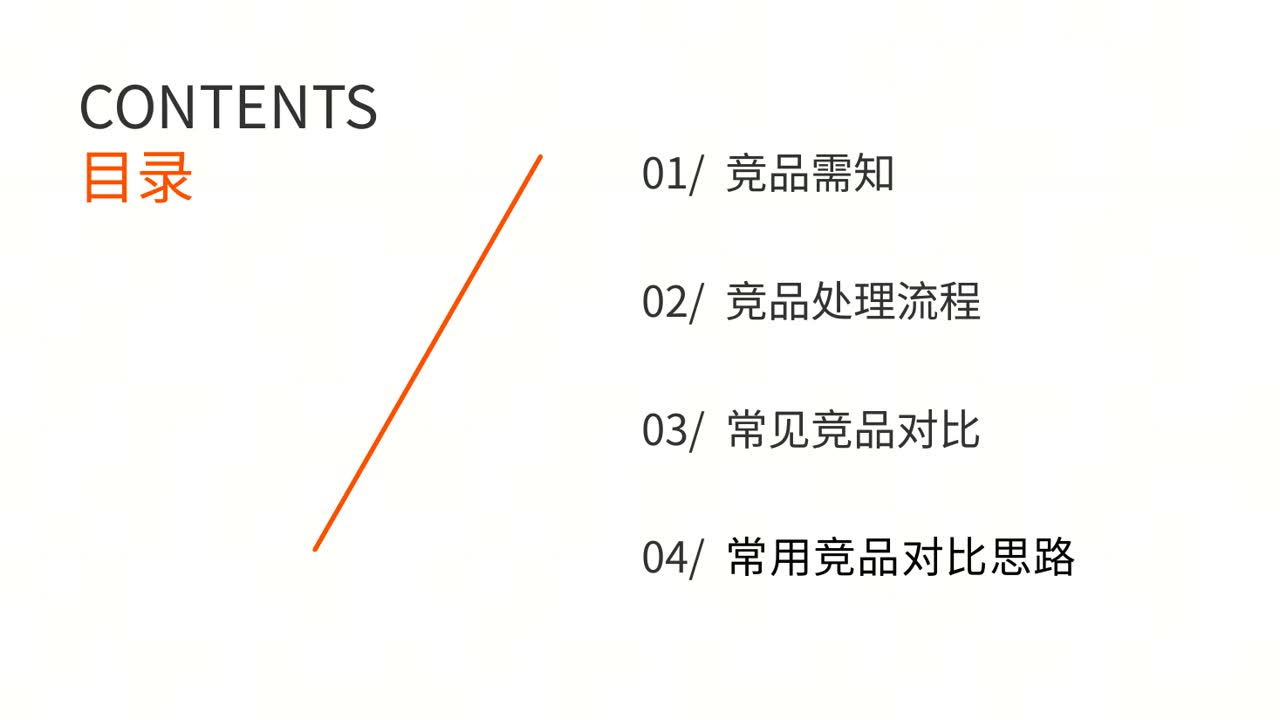 CONTENTS
目录
01/ 竞品需知
02/ 竞品处理流程
03/ 常见竞品对比
04/ 常用竞品对比思路